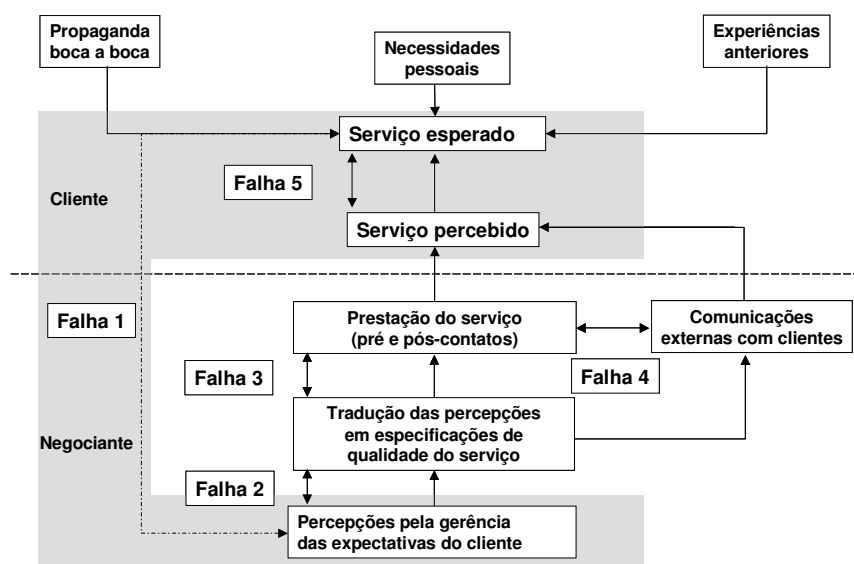 Propaganda
boca a boca
Necessidades
pessoais
Experiências
anteriores
Serviço esperado
Falha 5
Cliente
Serviço percebido
Falha 1
Prestação do serviço
(pré e pós-contatos)
Comunicações
externas com clientes
Falha 3
Falha 4
Tradução das percepções
em especificações de
qualidade do serviço
Negociante
Falha 2
Percepções pela gerência
das expectativas do cliente